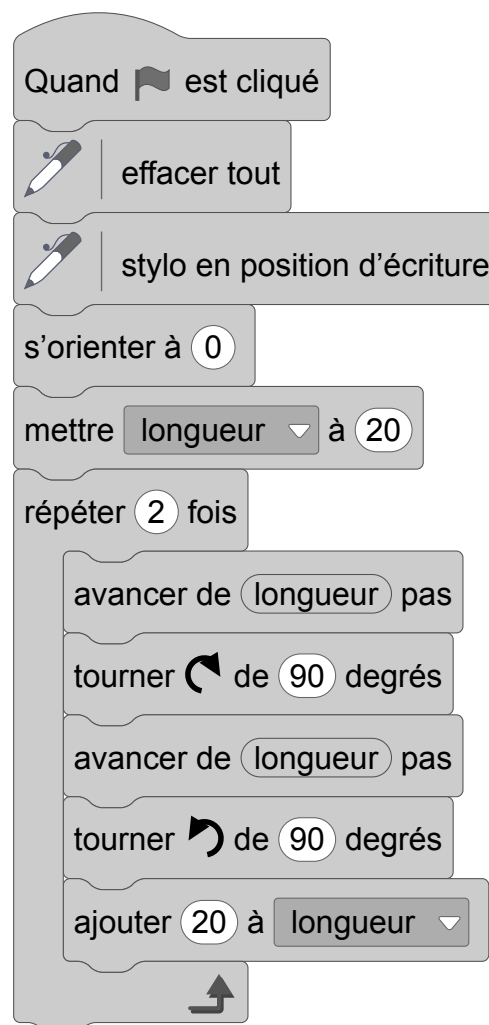 Quand est cliqué
effacer tout
stylo en position d’écriture
s’orienter à 0
mettre longueur à 20
répéter 2 fois
avancer de longueur pas
tourner de 90 degrés
avancer de longueur pas
tourner de 90 degrés
ajouter 20 à longueur